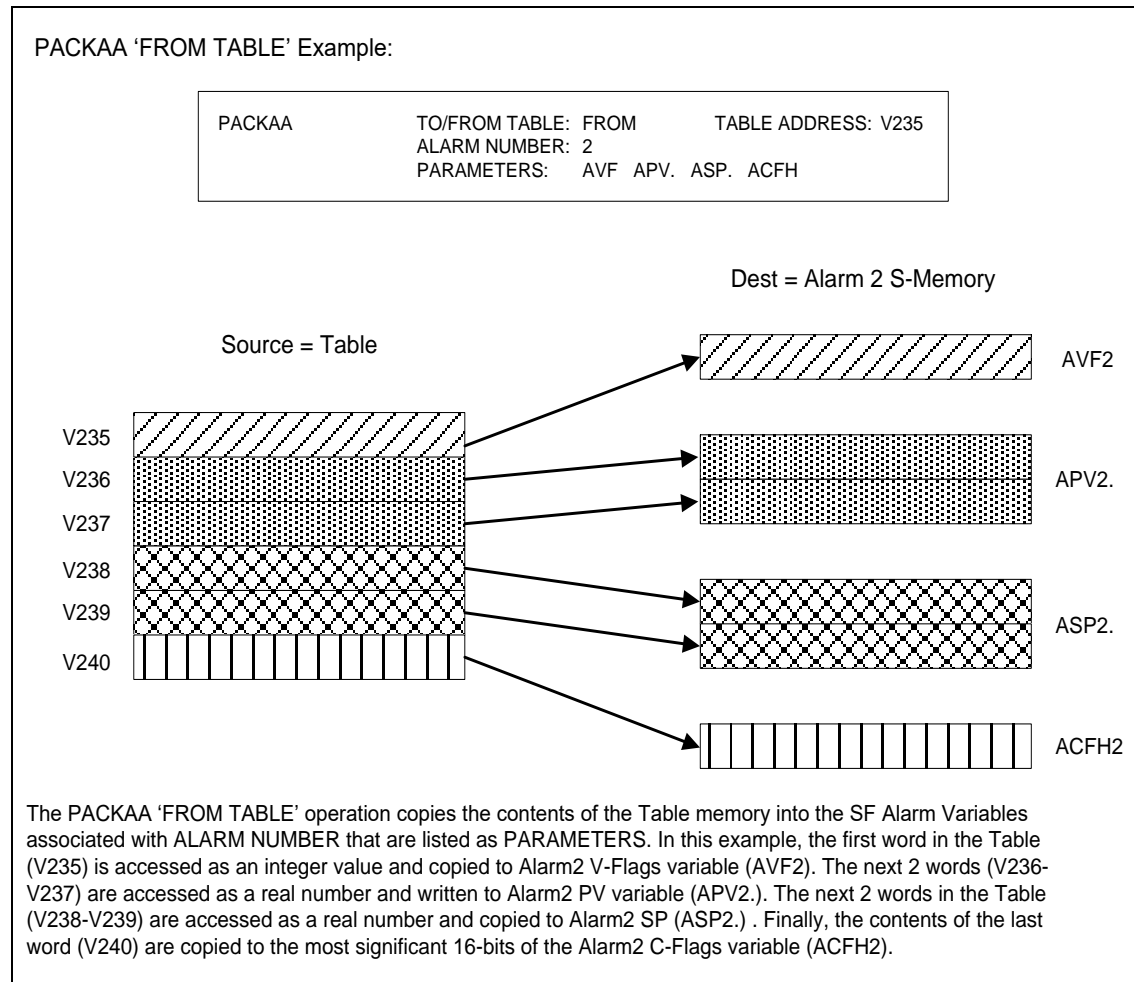 PACKAA ‘FROM TABLE’ Example:
PACKAA TO/FROM TABLE: FROM TABLE ADDRESS: V235
ALARM NUMBER: 2
PARAMETERS: AVF APV. ASP. ACFH
Dest = Alarm 2 S-Memory
Source = Table
AVF2
V235
V236
APV2.
V237
V238
V239
ASP2.
V240
ACFH2
The PACKAA ‘FROM TABLE’ operation copies the contents of the Table memory into the SF Alarm Variables
associated with ALARM NUMBER that are listed as PARAMETERS. In this example, the first word in the Table
(V235) is accessed as an integer value and copied to Alarm2 V-Flags variable (AVF2). The next 2 words (V236-
V237) are accessed as a real number and written to Alarm2 PV variable (APV2.). The next 2 words in the Table
(V238-V239) are accessed as a real number and copied to Alarm2 SP (ASP2.) . Finally, the contents of the last
word (V240) are copied to the most significant 16-bits of the Alarm2 C-Flags variable (ACFH2).